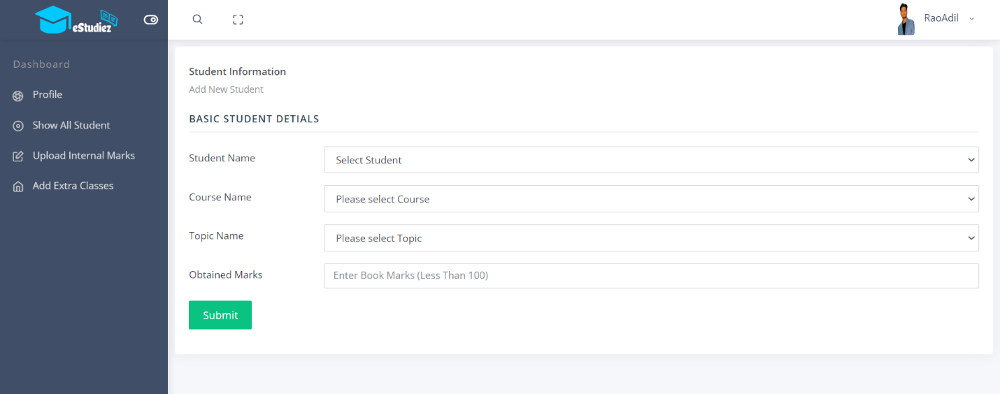 eStudiez
RaoAdil
Dashboard
Profile
Show All Student
Upload Internal Marks
Add Extra Classes
Student Information
Add New Student
BASIC STUDENT DETIALS
Student Name
Select Student
Course Name
Please select Course
Topic Name
Please select Topic
Obtained Marks
Enter Book Marks (Less Than 100)
Submit